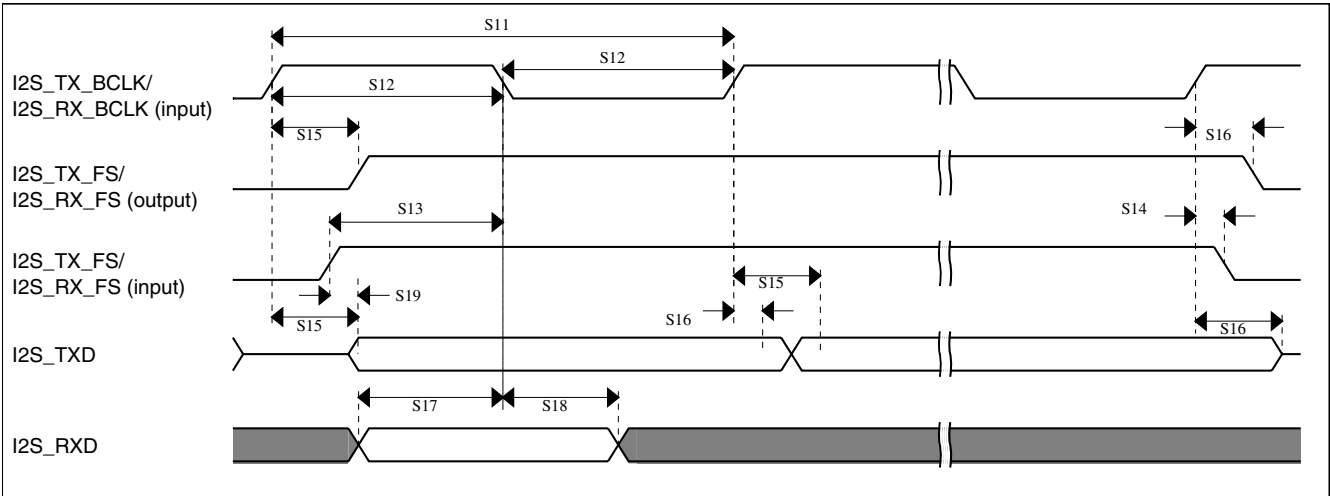 S11
S12
I2S_TX_BCLK/
I2S_RX_BCLK (input)
S12
S15
S16
I2S_TX_FS/
I2S_RX_FS (output)
S13
S14
I2S_TX_FS/
I2S_RX_FS (input)
S15
S19
S16
S15
S16
I2S_TXD
S17
S18
I2S_RXD